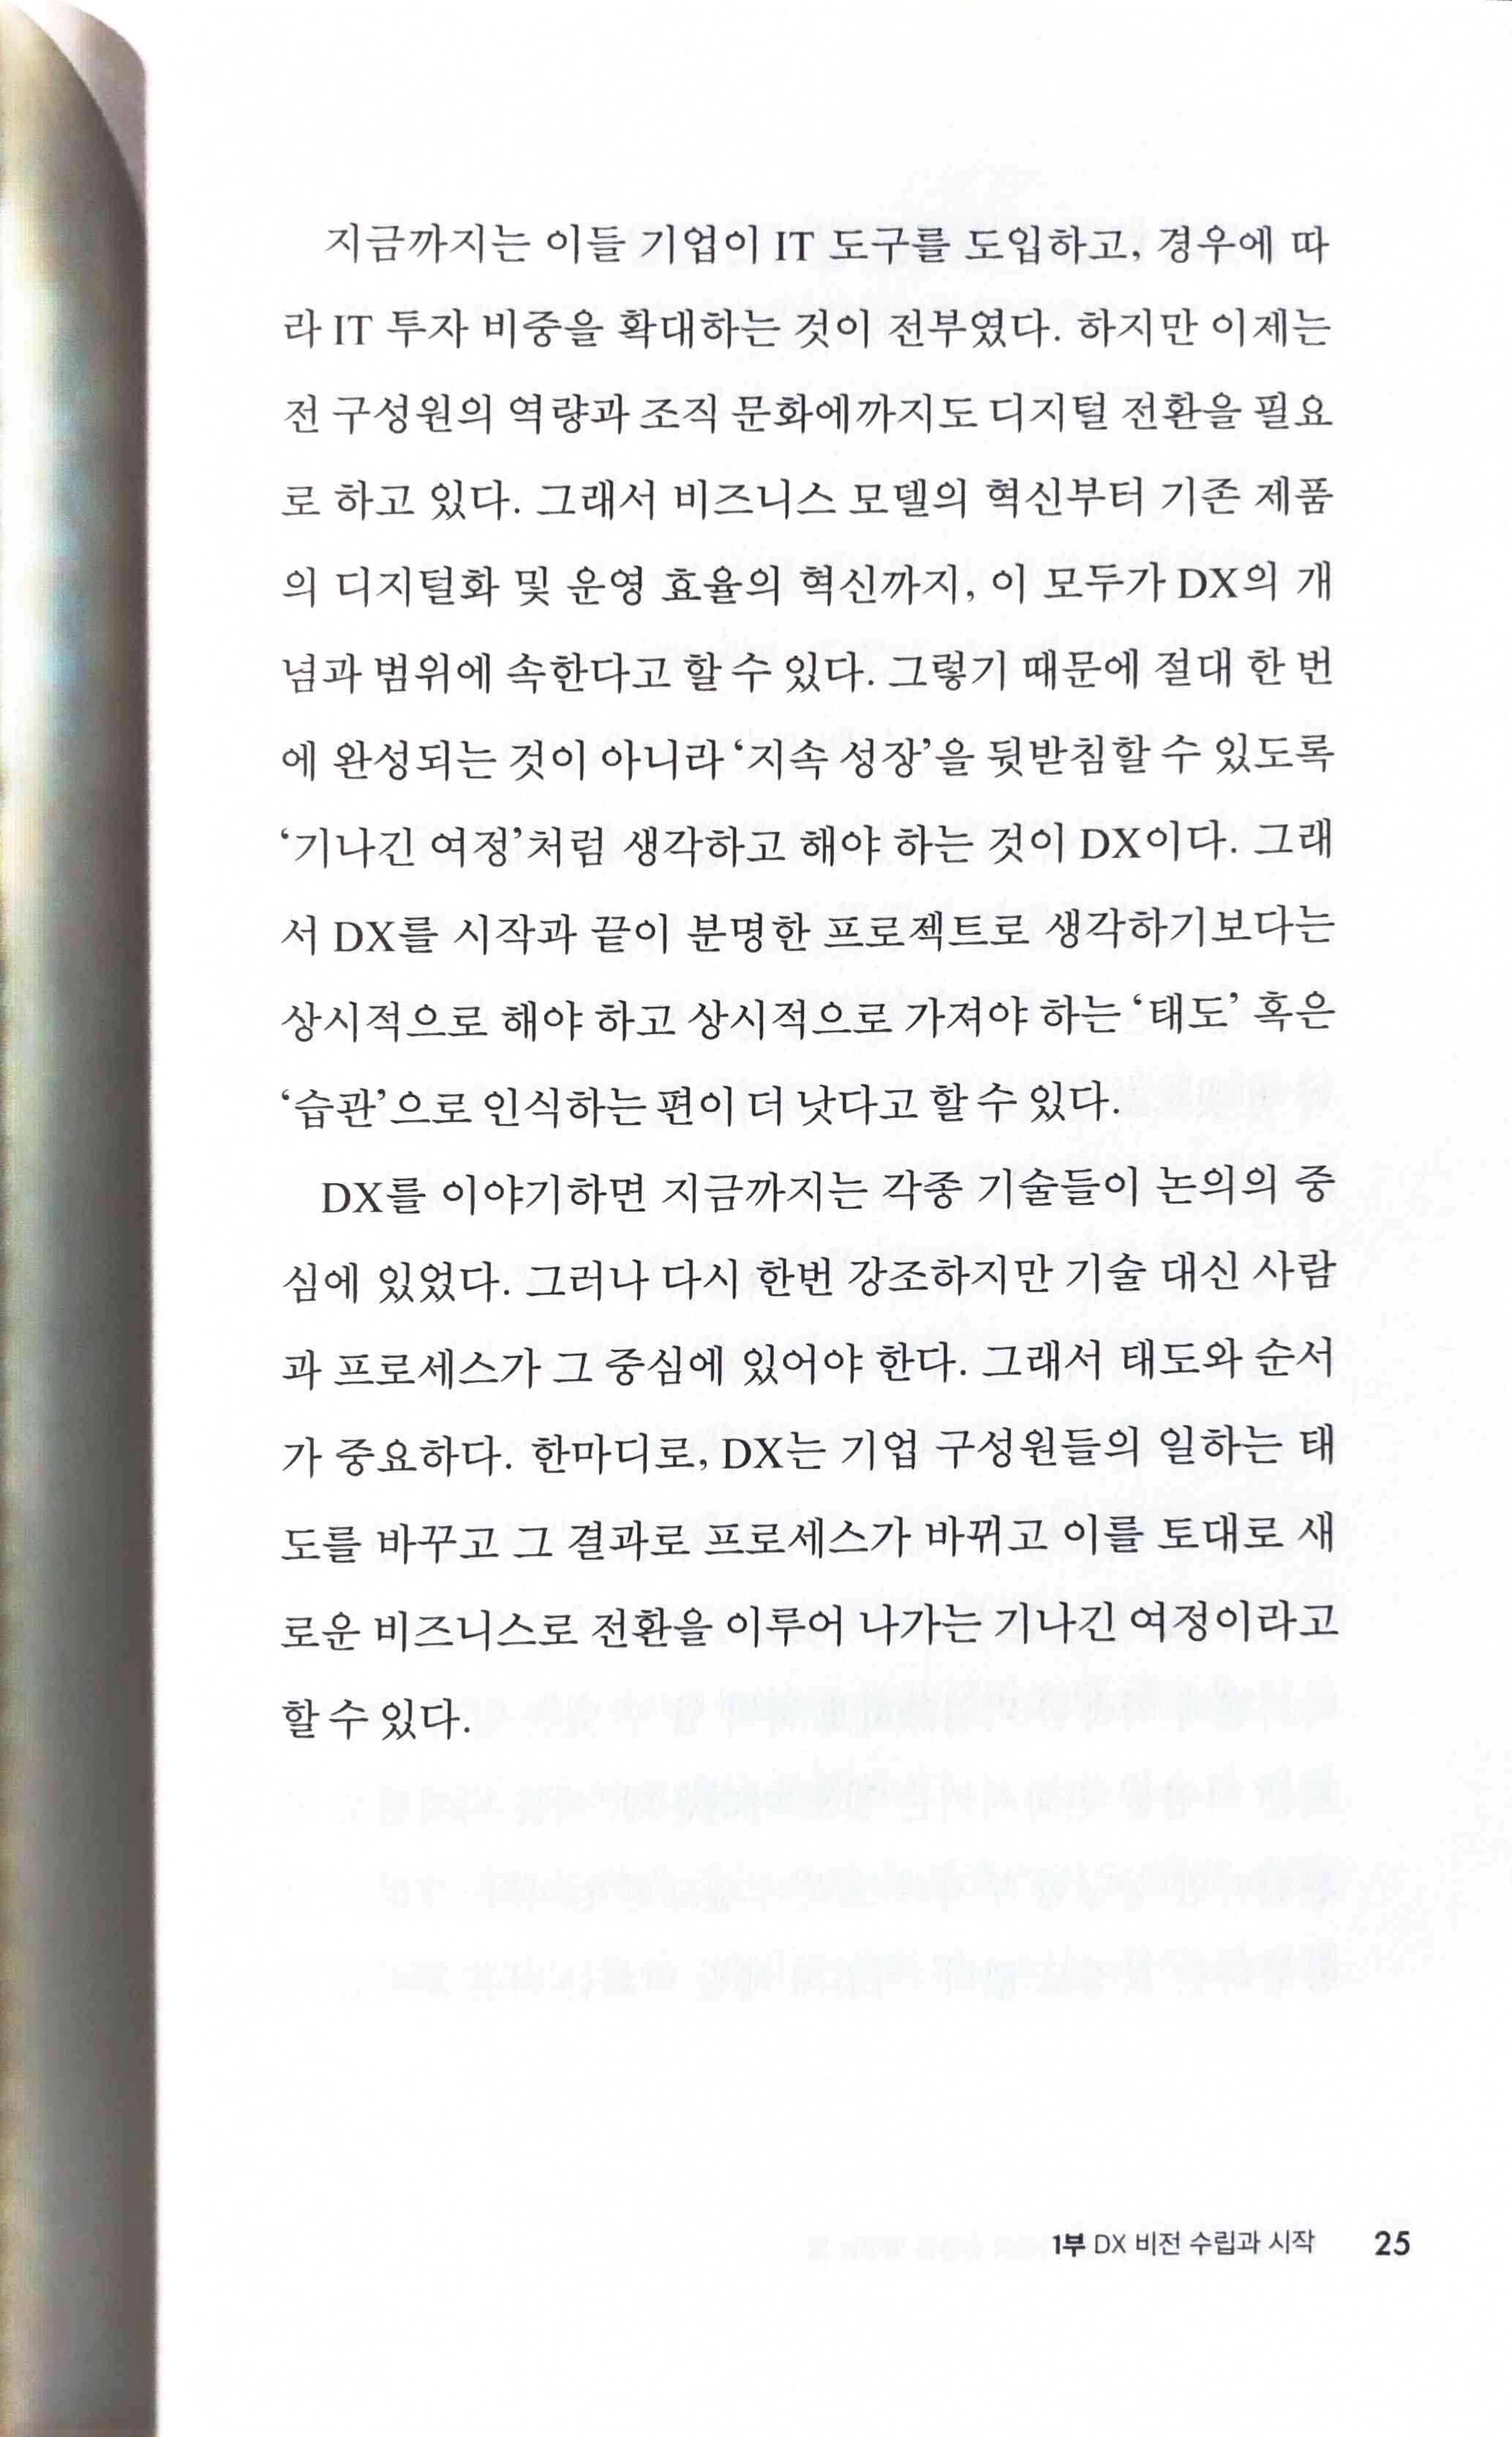 지금까지는 이들 기업이 IT 도구를 도입하고, 경우에 따
라 IT 투자 비중을 확대하는 것이 전부였다. 하지만 이제는
전 구성원의 역량과 조직 문화에까지도 디지털 전환을 필요
로 하고 있다. 그래서 비즈니스 모델의 혁신부터 기존 제품
의 디지털화 및 운영 효율의 혁신까지, 이 모두가 DX의 개
념과 범위에 속한다고 할 수 있다. 그렇기 때문에 절대 한 번
에 완성되는 것이 아니라 ‘지속 성장’을 뒷받침할 수 있도록
‘기나긴 여정’처럼 생각하고 해야 하는 것이 DX이다. 그래
서 DX를 시작과 끝이 분명한 프로젝트로 생각하기보다는
상시적으로 해야 하고 상시적으로 가져야 하는 ‘태도’ 혹은
‘습관’으로 인식하는 편이 더 낫다고 할 수 있다.
DX를 이야기하면 지금까지는 각종 기술들이 논의의 중
심에 있었다. 그러나 다시 한번 강조하지만 기술 대신 사람
과 프로세스가 그 중심에 있어야 한다. 그래서 태도와 순서
가 중요하다. 한마디로, DX는 기업 구성원들의 일하는 태
도를 바꾸고 그 결과로 프로세스가 바뀌고 이를 토대로 새
로운 비즈니스로 전환을 이루어 나가는 기나긴 여정이라고
할 수 있다.
1부 DX 비전 수립과 시작 25